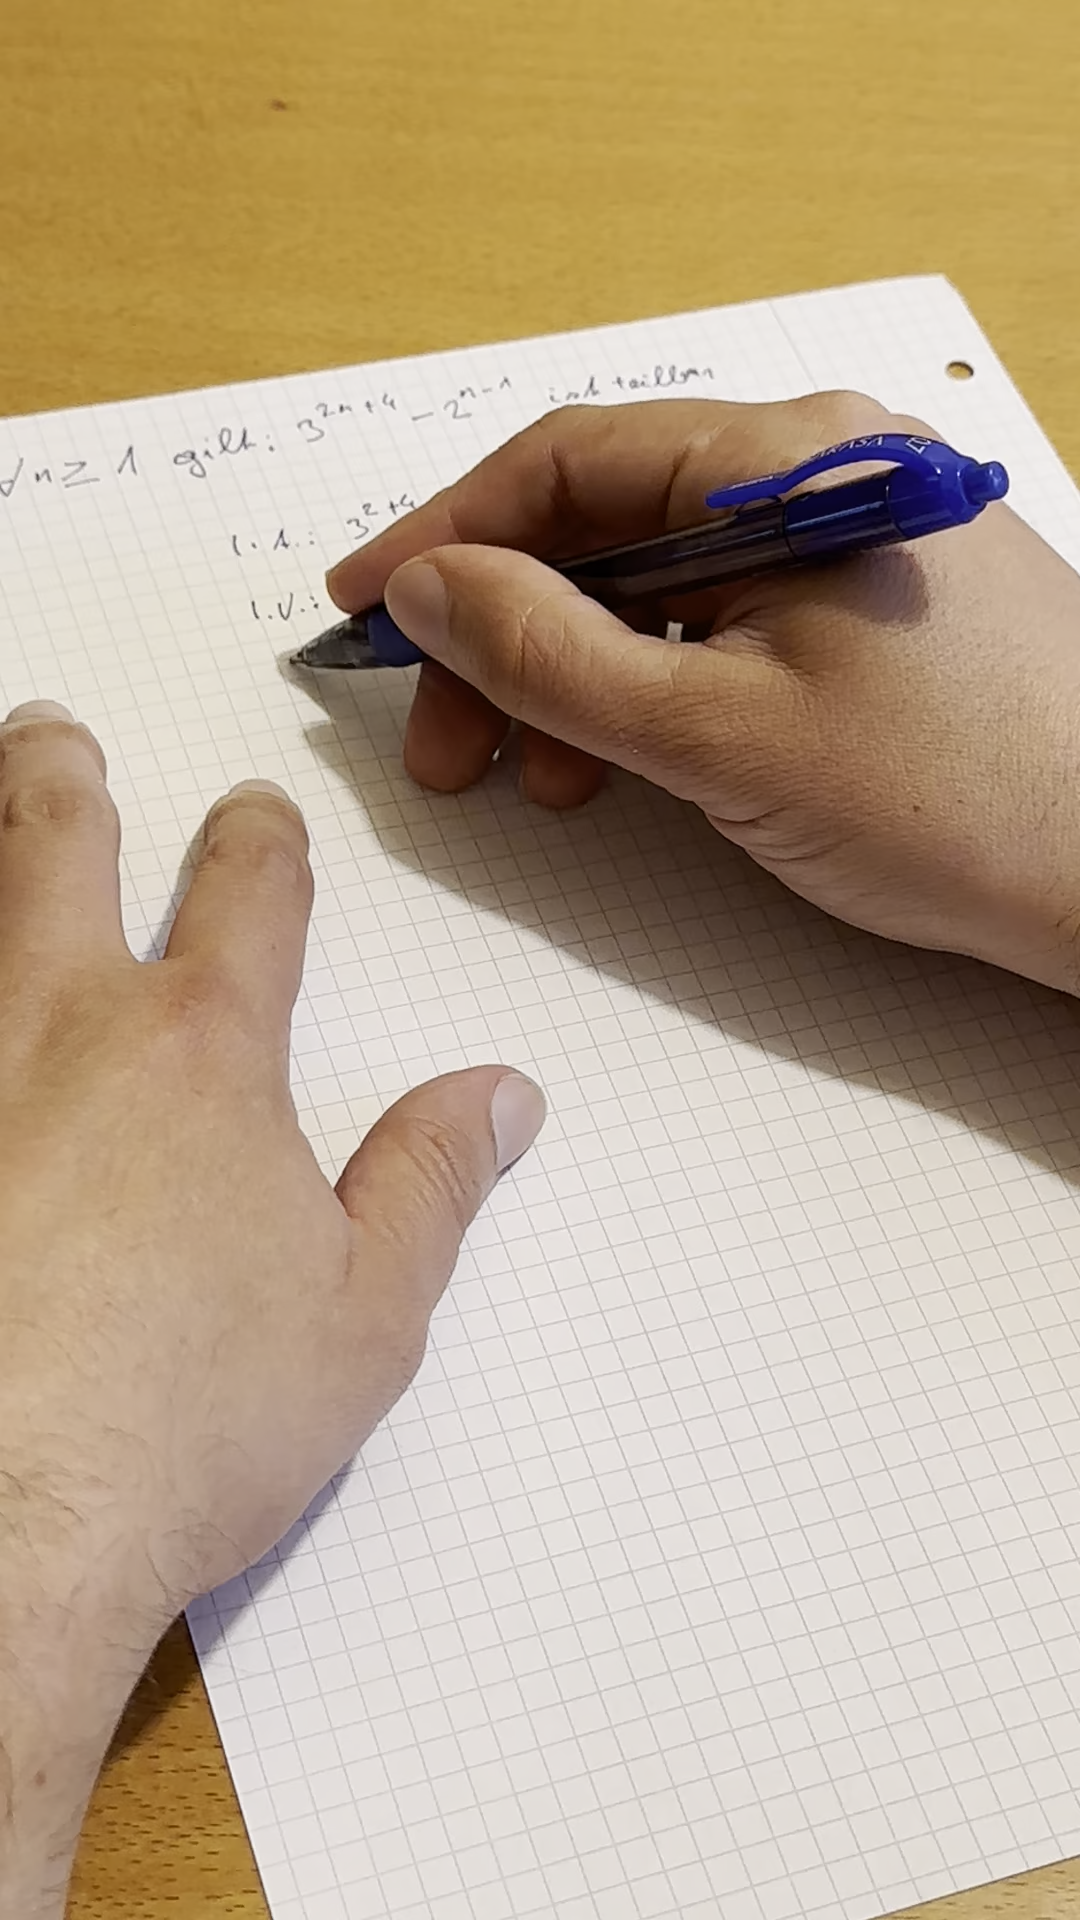 ∀n ≥ 1 gilt: 3^{2n+4} - 2^{n-1} ist teilbar
I.A.: 3^{2+4}
I.V.: